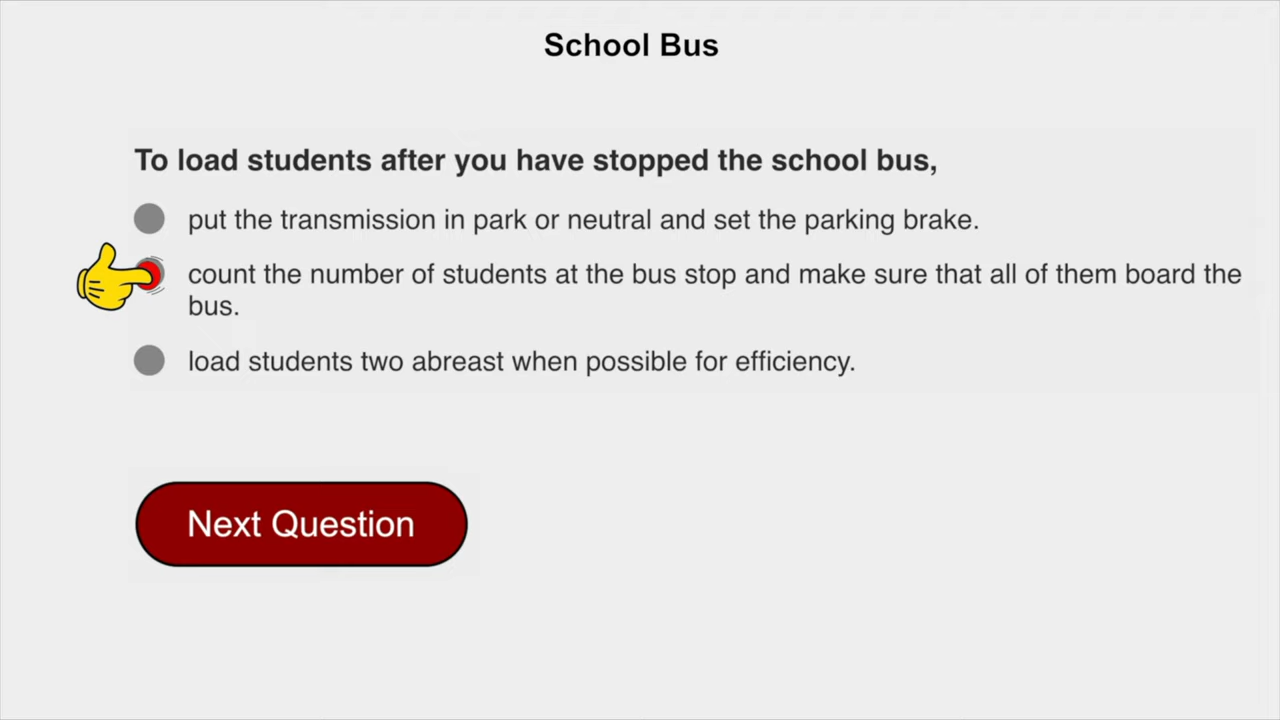 School Bus
To load students after you have stopped the school bus,
put the transmission in park or neutral and set the parking brake.
count the number of students at the bus stop and make sure that all of them board the
bus.
load students two abreast when possible for efficiency.
Next Question